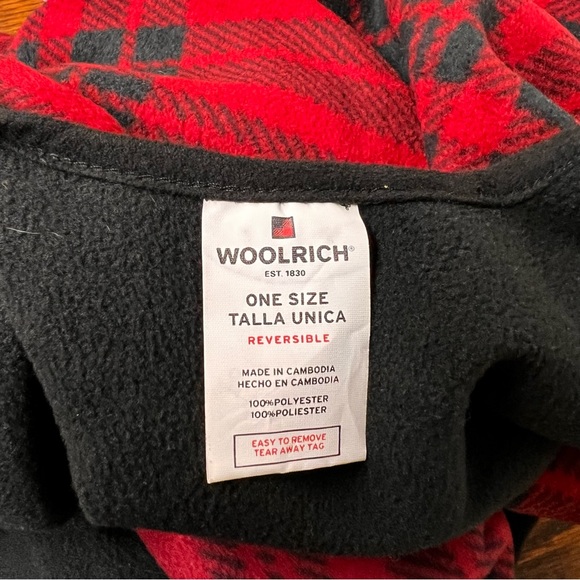 WOOLRICH®
EST. 1830
ONE SIZE
TALLA UNICA
REVERSIBLE
MADE IN CAMBODIA
HECHO EN CAMBODIA
100%POLYESTER
100%POLIESTER
EASY TO REMOVE
TEAR AWAY TAG